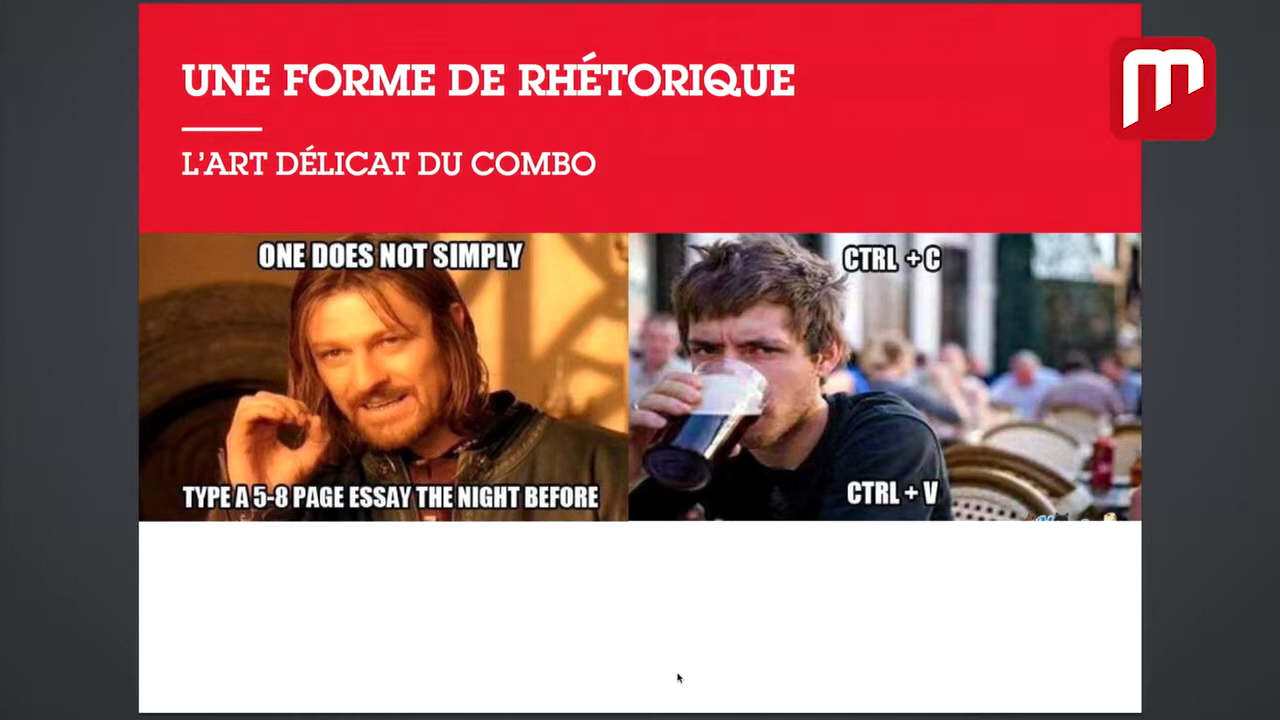 UNE FORME DE RHÉTORIQUE
L'ART DÉLICAT DU COMBO
ONE DOES NOT SIMPLY
TYPE A 5-8 PAGE ESSAY THE NIGHT BEFORE
CTRL + C
CTRL + V